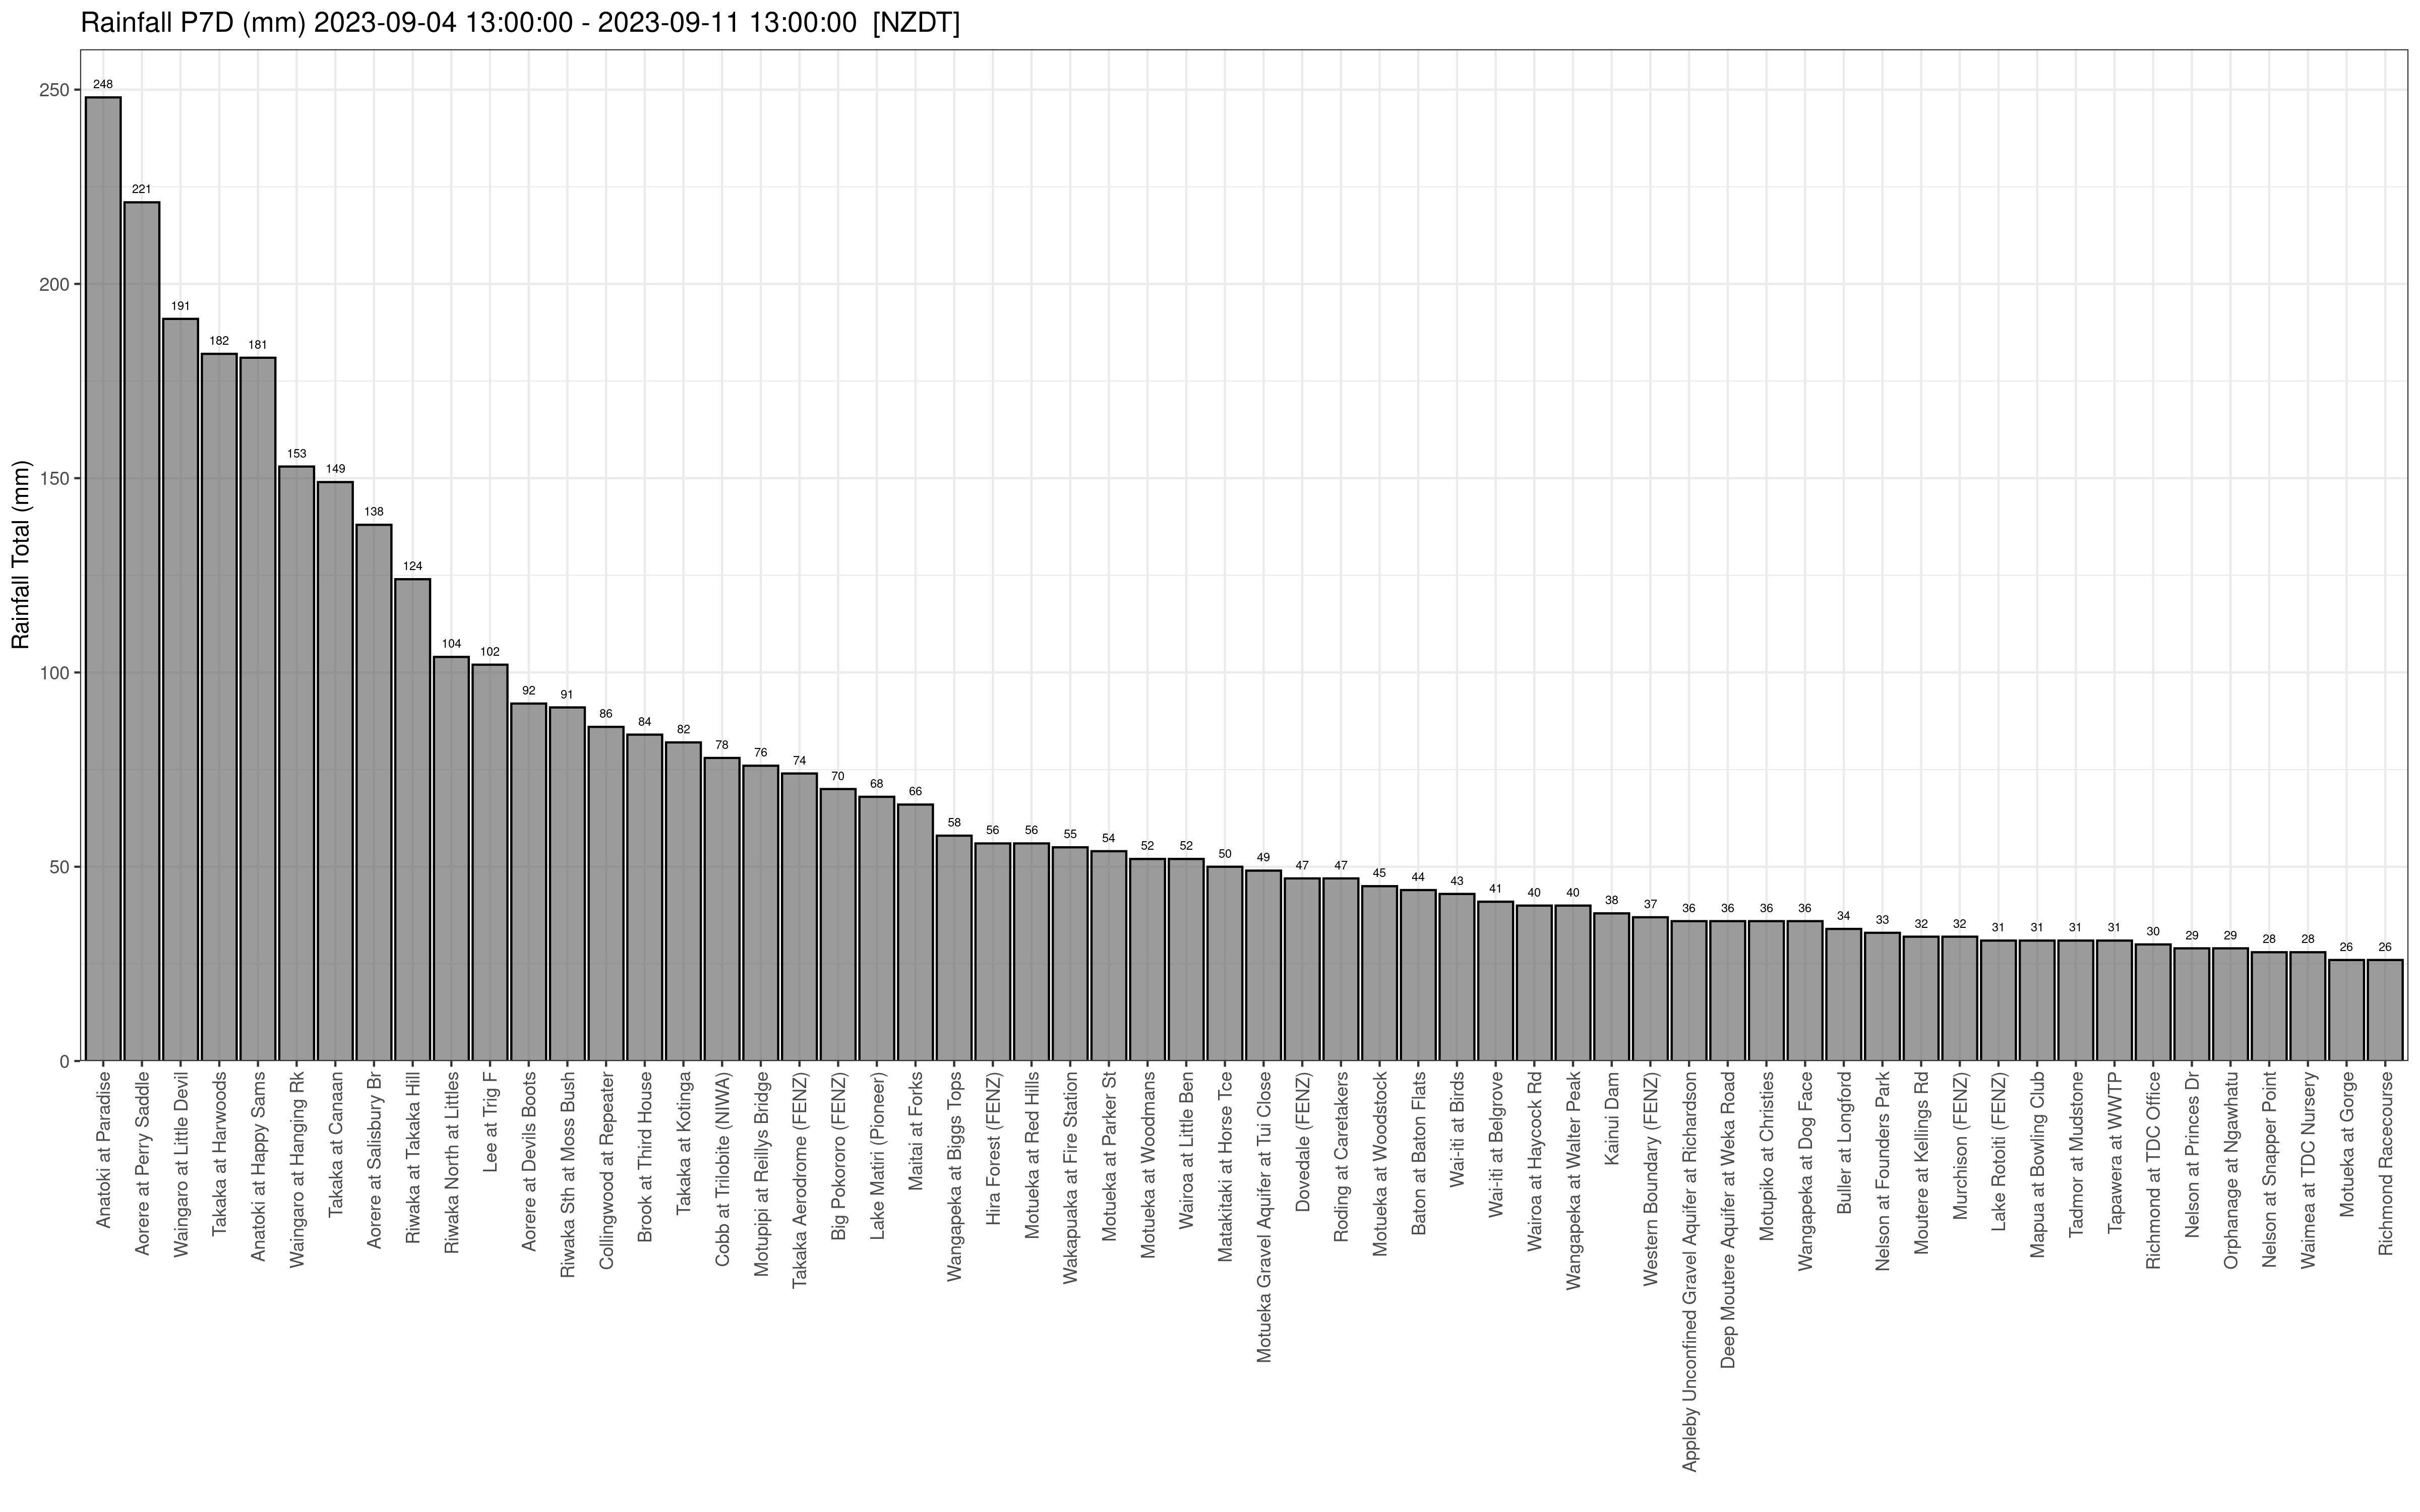 Rainfall P7D (mm) 2023-09-04 13:00:00 - 2023-09-11 13:00:00  [NZDT]
Rainfall Total (mm)
250
200
150
100
50
0
248
221
191
182
181
153
149
138
124
104
102
92
91
86
84
82
78
76
74
70
68
66
58
56
56
55
54
52
52
50
49
47
47
45
44
43
41
40
40
38
37
36
36
36
36
34
33
32
32
31
31
31
31
30
29
29
28
28
26
26
Anatoki at Paradise
Aorere at Perry Saddle
Waingaro at Little Devil
Takaka at Harwoods
Anatoki at Happy Sams
Waingaro at Hanging Rk
Takaka at Canaan
Aorere at Salisbury Br
Riwaka at Takaka Hill
Riwaka North at Littles
Lee at Trig F
Aorere at Devils Boots
Riwaka Sth at Moss Bush
Collingwood at Repeater
Brook at Third House
Takaka at Kotinga
Cobb at Trilobite (NIWA)
Motupipi at Reillys Bridge
Takaka Aerodrome (FENZ)
Big Pokororo (FENZ)
Lake Matiri (Pioneer)
Maitai at Forks
Wangapeka at Biggs Tops
Hira Forest (FENZ)
Motueka at Red Hills
Wakapuaka at Fire Station
Motueka at Parker St
Motueka at Woodmans
Wairoa at Little Ben
Matakitaki at Horse Tce
Motueka Gravel Aquifer at Tui Close
Dovedale (FENZ)
Roding at Caretakers
Motueka at Woodstock
Baton at Baton Flats
Wai-iti at Birds
Wai-iti at Belgrove
Wairoa at Haycock Rd
Wangapeka at Walter Peak
Kainui Dam
Western Boundary (FENZ)
Appleby Unconfined Gravel Aquifer at Richardson
Deep Moutere Aquifer at Weka Road
Motupiko at Christies
Wangapeka at Dog Face
Buller at Longford
Nelson at Founders Park
Moutere at Kellings Rd
Murchison (FENZ)
Lake Rotoiti (FENZ)
Mapua at Bowling Club
Tadmor at Mudstone
Tapawera at WWTP
Richmond at TDC Office
Nelson at Princes Dr
Orphanage at Ngawhatu
Nelson at Snapper Point
Waimea at TDC Nursery
Motueka at Gorge
Richmond Racecourse